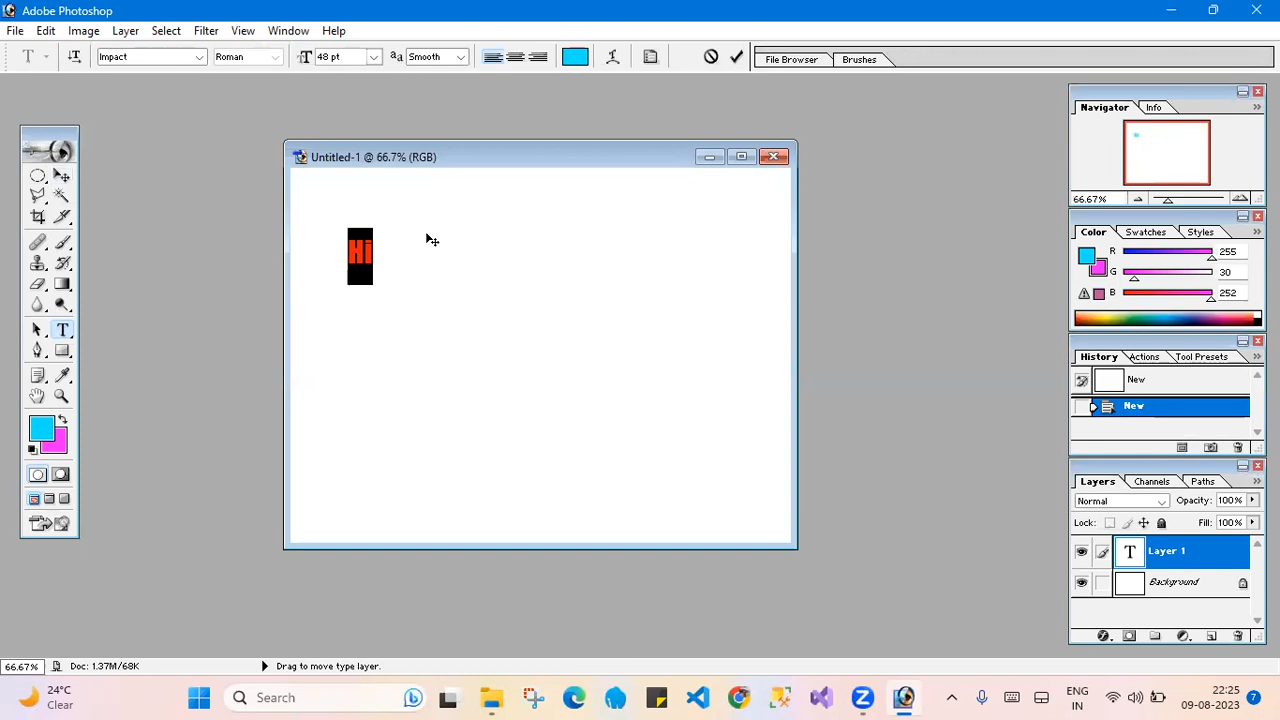 Adobe Photoshop
File Edit Image Layer Select Filter View Window Help
T Impact Roman T 48 pt aa Smooth File Browser Brushes
Navigator Info
66.67%
Untitled-1 @ 66.7% (RGB)
Hi
Color Swatches Styles
R 255
G 30
B 252
T
History Actions Tool Presets
New
New
Layers Channels Paths
Normal Opacity: 100%
Lock: Fill: 100%
T Layer 1
Background
66.67% Doc: 1.37M/68K Drag to move type layer.
24°C
Clear
Search
ENG
IN
22:25
09-08-2023
7